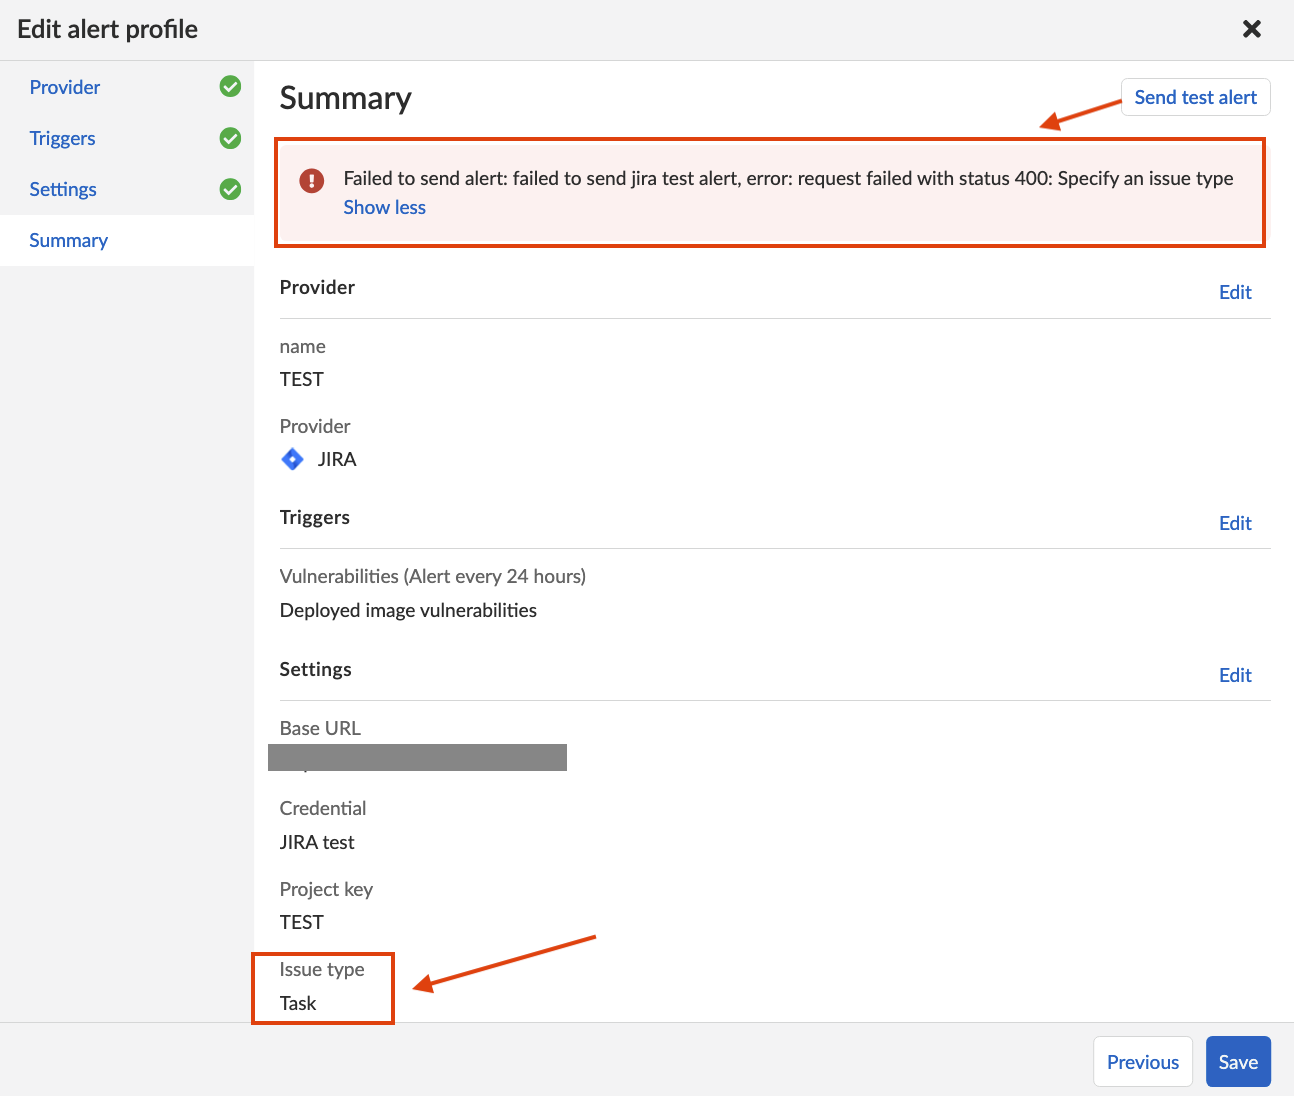 Edit alert profile
Provider
Triggers
Settings
Summary
Summary
Send test alert
Failed to send alert: failed to send jira test alert, error: request failed with status 400: Specify an issue type
Show less
Provider
Edit
name
TEST
Provider
JIRA
Triggers
Edit
Vulnerabilities (Alert every 24 hours)
Deployed image vulnerabilities
Settings
Edit
Base URL
Credential
JIRA test
Project key
TEST
Issue type
Task
Previous
Save